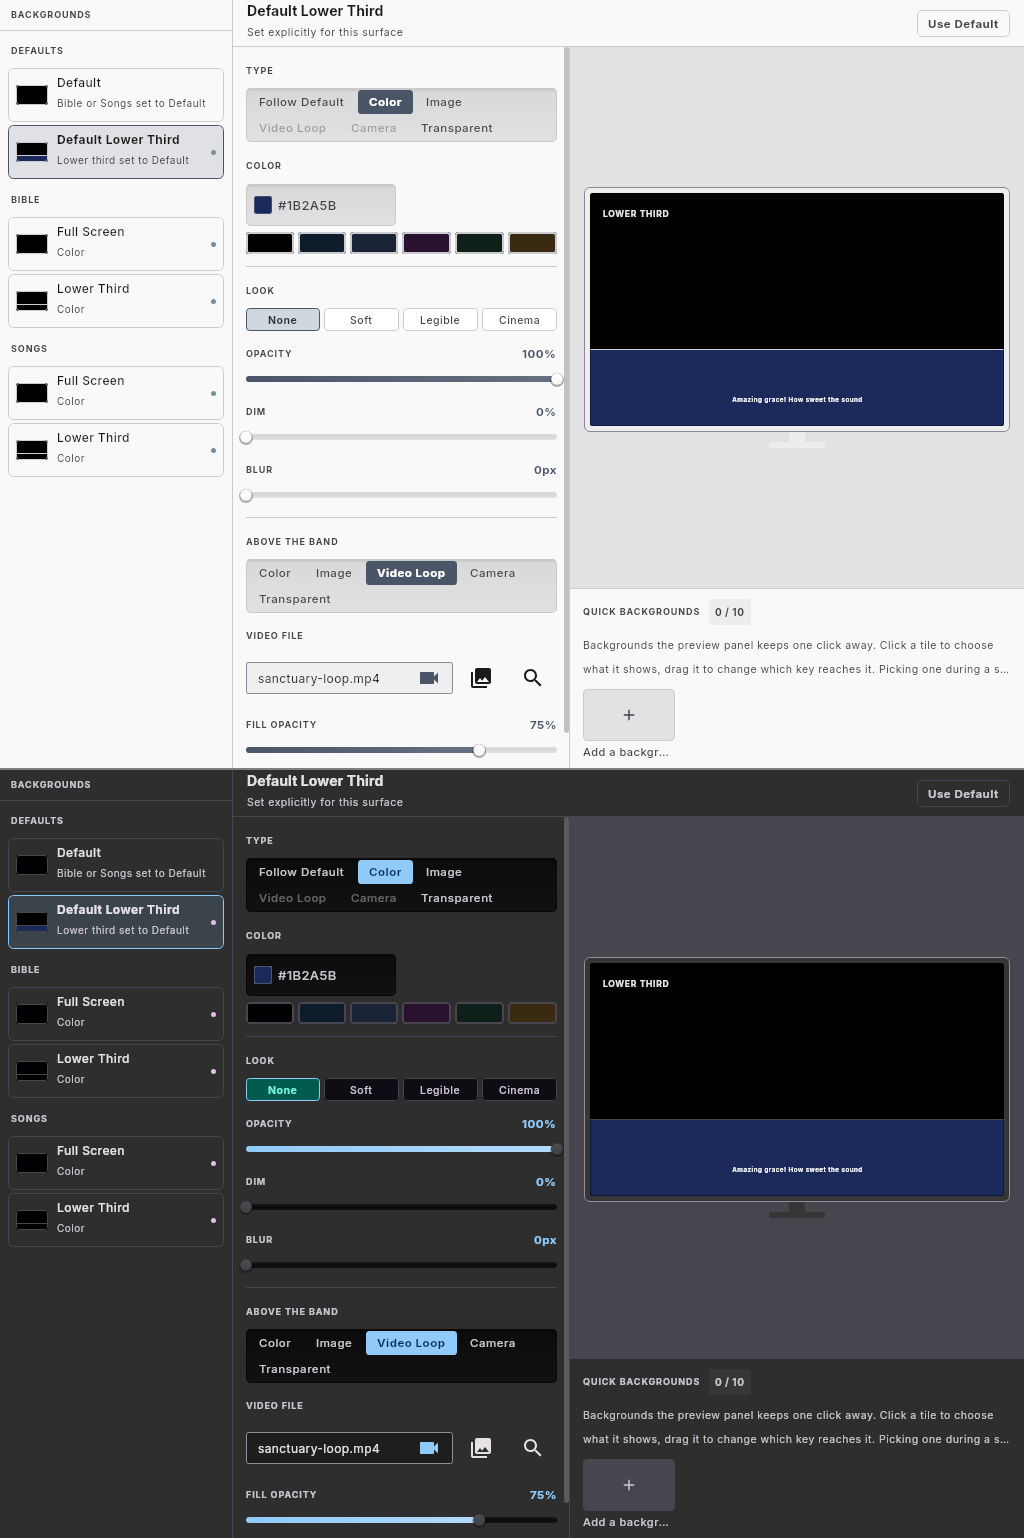 BACKGROUNDS
DEFAULTS
Default
Bible or Songs set to Default
Default Lower Third
Lower third set to Default
BIBLE
Full Screen
Color
Lower Third
Color
SONGS
Full Screen
Color
Lower Third
Color
Default Lower Third
Set explicitly for this surface
Use Default
TYPE
Follow Default Color Image
Video Loop Camera Transparent
COLOR
#1B2A5B
LOOK
None Soft Legible Cinema
OPACITY 100%
DIM 0%
BLUR 0px
ABOVE THE BAND
Color Image Video Loop Camera
Transparent
VIDEO FILE
sanctuary-loop.mp4
FILL OPACITY 75%
LOWER THIRD
Amazing grace! How sweet the sound
QUICK BACKGROUNDS 0 / 10
Backgrounds the preview panel keeps one click away. Click a tile to choose
what it shows, drag it to change which key reaches it. Picking one during a s...
+
Add a backgr...
BACKGROUNDS
DEFAULTS
Default
Bible or Songs set to Default
Default Lower Third
Lower third set to Default
BIBLE
Full Screen
Color
Lower Third
Color
SONGS
Full Screen
Color
Lower Third
Color
Default Lower Third
Set explicitly for this surface
Use Default
TYPE
Follow Default Color Image
Video Loop Camera Transparent
COLOR
#1B2A5B
LOOK
None Soft Legible Cinema
OPACITY 100%
DIM 0%
BLUR 0px
ABOVE THE BAND
Color Image Video Loop Camera
Transparent
VIDEO FILE
sanctuary-loop.mp4
FILL OPACITY 75%
LOWER THIRD
Amazing grace! How sweet the sound
QUICK BACKGROUNDS 0 / 10
Backgrounds the preview panel keeps one click away. Click a tile to choose
what it shows, drag it to change which key reaches it. Picking one during a s...
+
Add a backgr...